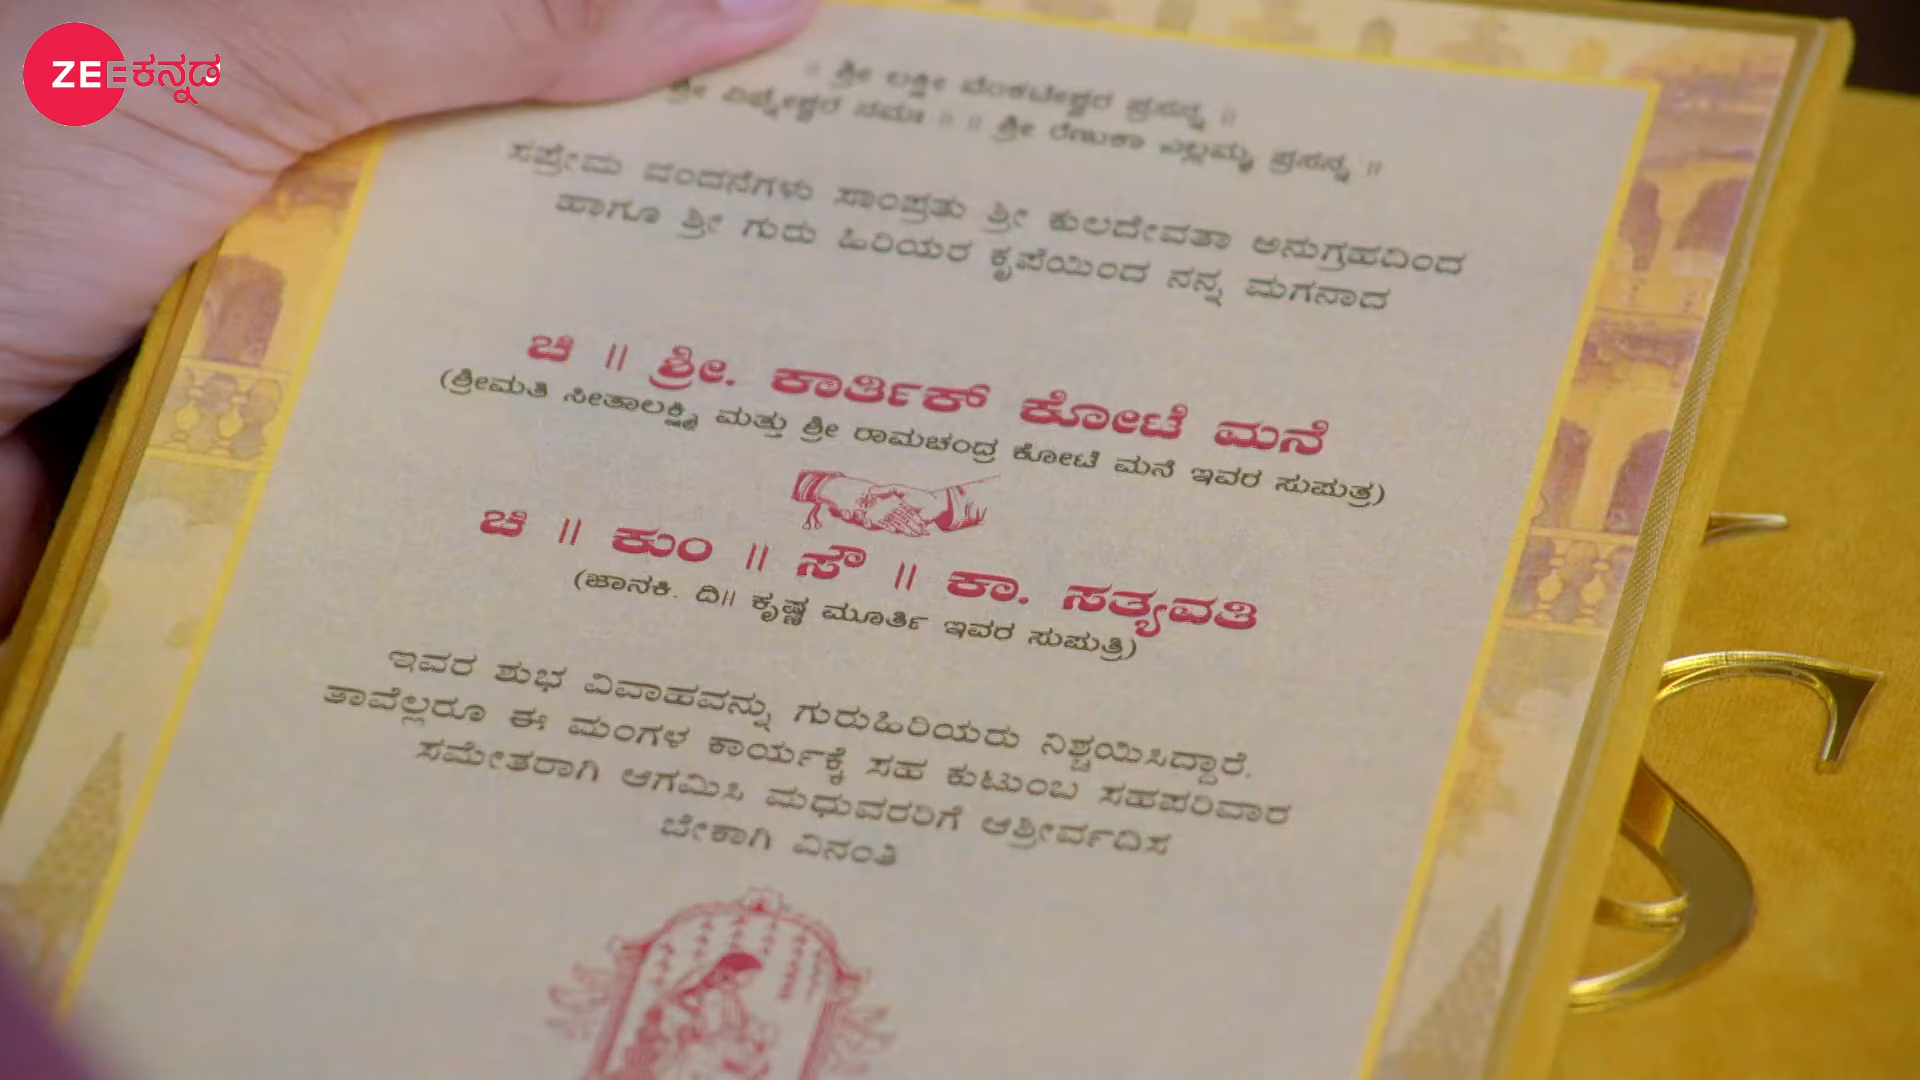 ZEEಕನ್ನಡ
॥ ಶ್ರೀ ಲಕ್ಷ್ಮೀ ವೆಂಕಟೇಶ್ವರ ಪ್ರಸನ್ನ ॥
ಶ್ರೀ ವಿಘ್ನೇಶ್ವರ ನಮಃ ॥ ॥ ಶ್ರೀ ರೇಣುಕಾ ಎಲ್ಲಮ್ಮ ಪ್ರಸನ್ನ ॥
ಸಪ್ರೇಮ ವಂದನೆಗಳು ಸಾಂಪ್ರತು ಶ್ರೀ ಕುಲದೇವತಾ ಅನುಗ್ರಹದಿಂದ
ಹಾಗೂ ಶ್ರೀ ಗುರು ಹಿರಿಯರ ಕೃಪೆಯಿಂದ ನನ್ನ ಮಗನಾದ
ಚಿ ॥ ಶ್ರೀ. ಕಾರ್ತಿಕ್ ಕೋಟೆ ಮನೆ
(ಶ್ರೀಮತಿ ಸೀತಾಲಕ್ಷ್ಮಿ ಮತ್ತು ಶ್ರೀ ರಾಮಚಂದ್ರ ಕೋಟೆ ಮನೆ ಇವರ ಸುಪುತ್ರ)
ಚಿ ॥ ಕುಂ ॥ ಸೌ ॥ ಕಾ. ಸತ್ಯವತಿ
(ಜಾನಕಿ. ದಿ॥ ಕೃಷ್ಣ ಮೂರ್ತಿ ಇವರ ಸುಪುತ್ರಿ)
ಇವರ ಶುಭ ವಿವಾಹವನ್ನು ಗುರುಹಿರಿಯರು ನಿಶ್ಚಯಿಸಿದ್ದಾರೆ.
ತಾವೆಲ್ಲರೂ ಈ ಮಂಗಳ ಕಾರ್ಯಕ್ಕೆ ಸಹ ಕುಟುಂಬ ಸಹಪರಿವಾರ
ಸಮೇತರಾಗಿ ಆಗಮಿಸಿ ಮಧುವರರಿಗೆ ಆಶ್ರೀರ್ವದಿಸ
ಬೇಕಾಗಿ ವಿನಂತಿ
S